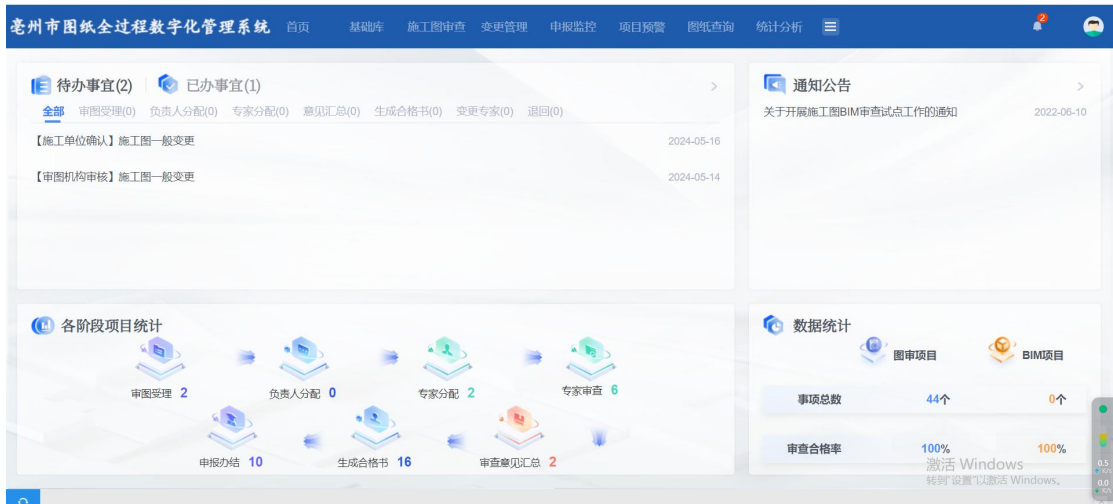 亳州市图纸全过程数字化管理系统 首页 基础库 施工图审查 变更管理 申报监控 项目预警 图纸查询 统计分析 2
待办事宜(2) 已办事宜(1)
全部 审图受理(0) 负责人分配(0) 专家分配(0) 意见汇总(0) 生成合格书(0) 变更专家(0) 退回(0)
【施工单位确认】施工图一般变更 2024-05-16
【审图机构审核】施工图一般变更 2024-05-14
通知公告
关于开展施工图BIM审查试点工作的通知 2022-06-10
各阶段项目统计
审图受理 2 负责人分配 0 专家分配 2 专家审查 6
申报办结 10 生成合格书 16 审查意见汇总 2
数据统计
图审项目 BIM项目
事项总数 44个 0个
审查合格率 100% 100%
激活 Windows
转到"设置"以激活 Windows。
0.5
0.0